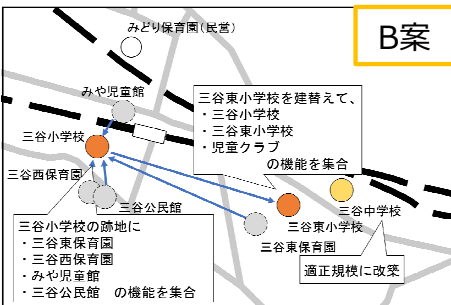 B案
みどり保育園(民営)
みや児童館
三谷東小学校を建替えて、
・三谷小学校
・三谷東小学校
・児童クラブ
の機能を集合
三谷小学校
三谷西保育園
三谷公民館
三谷中学校
三谷東小学校
三谷東保育園
三谷小学校の跡地に
・三谷東保育園
・三谷西保育園
・みや児童館
・三谷公民館 の機能を集合
適正規模に改築